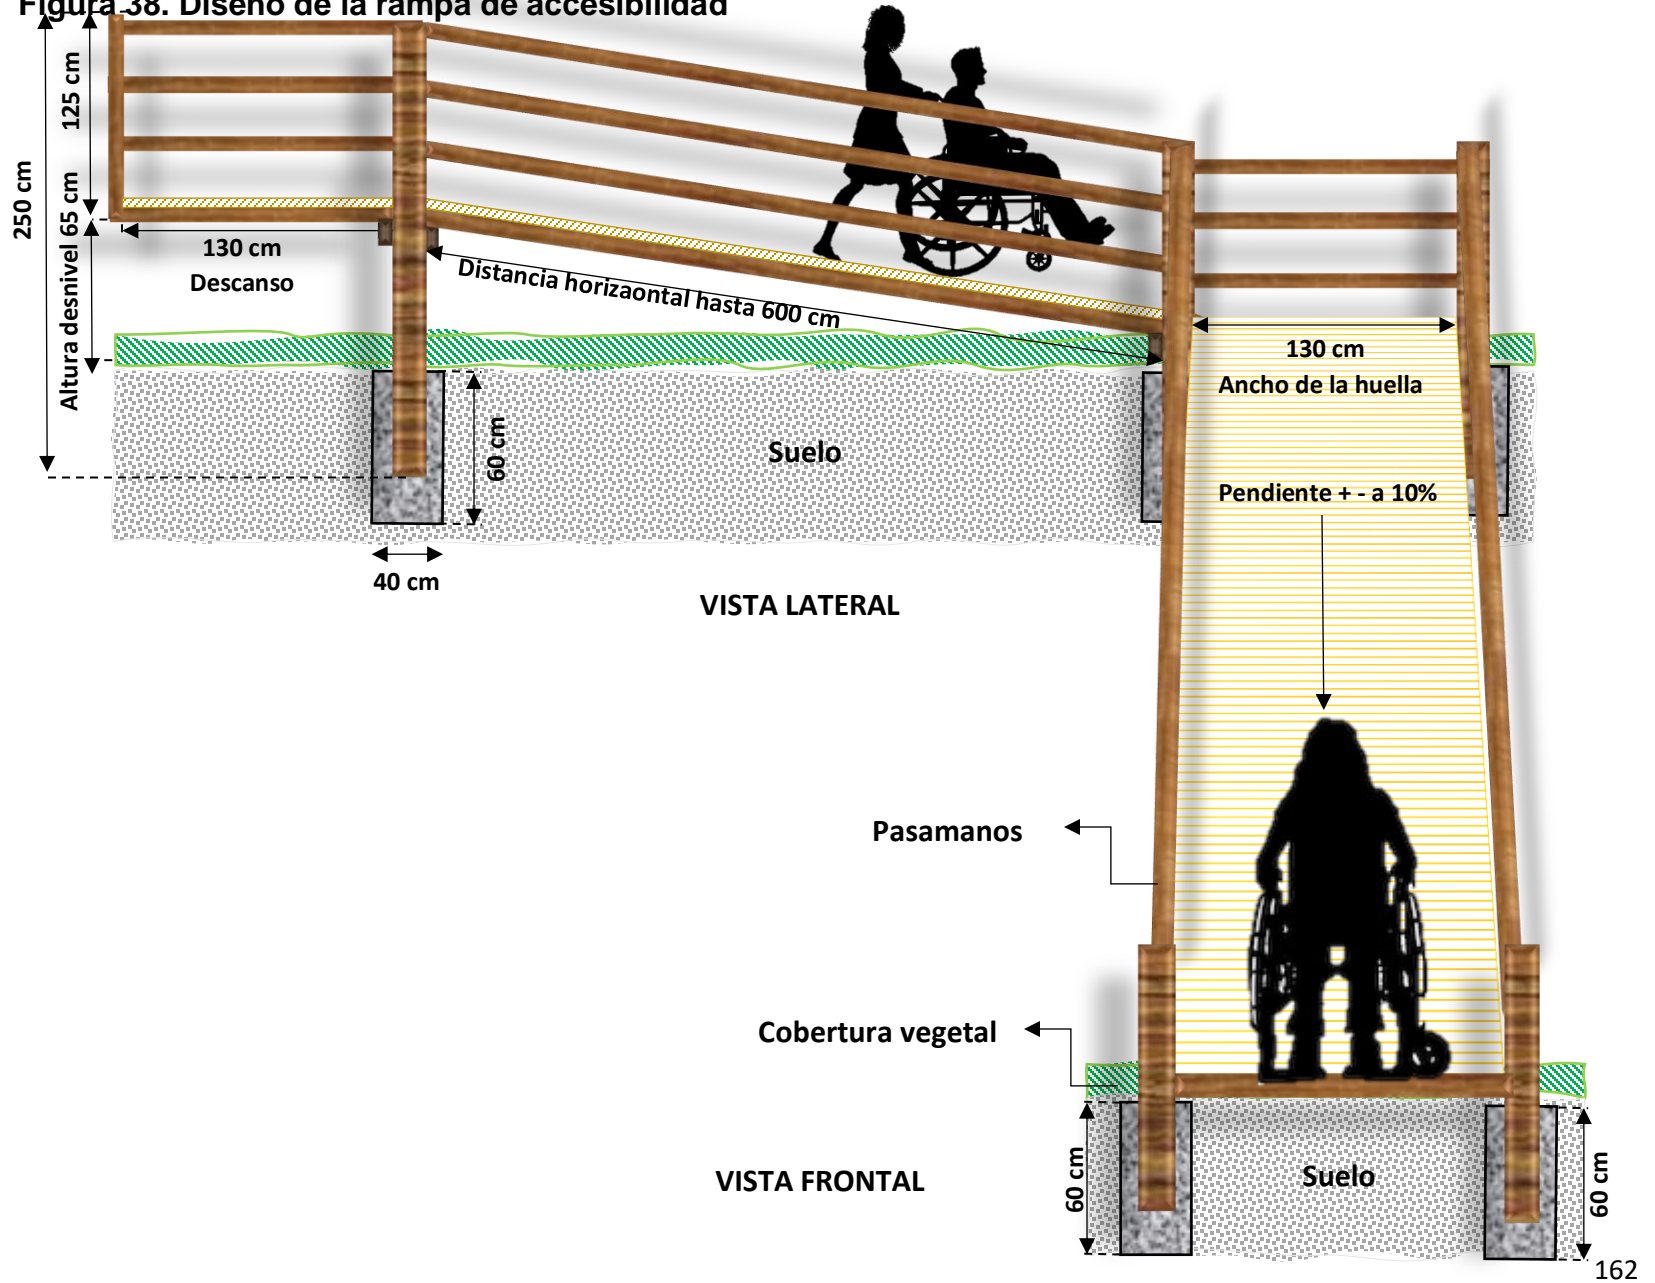 Figura 38. Diseño de la rampa de accesibilidad
125 cm
250 cm
Altura desnivel 65 cm
130 cm
Descanso
Distancia horizaontal hasta 600 cm
130 cm
Ancho de la huella
60 cm
Suelo
Pendiente + - a 10%
40 cm
VISTA LATERAL
Pasamanos
Cobertura vegetal
60 cm
VISTA FRONTAL
Suelo
60 cm
162